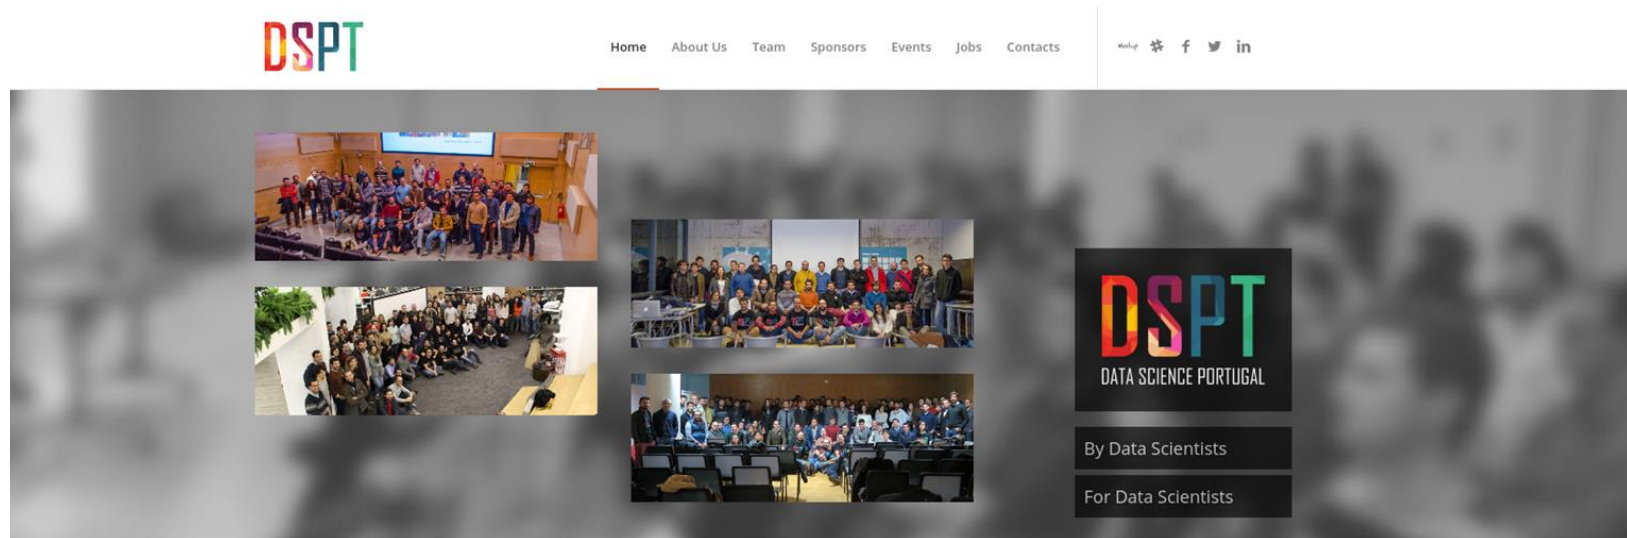 DSPT
Home About Us Team Sponsors Events Jobs Contacts
meetup
DSPT
DATA SCIENCE PORTUGAL
By Data Scientists
For Data Scientists